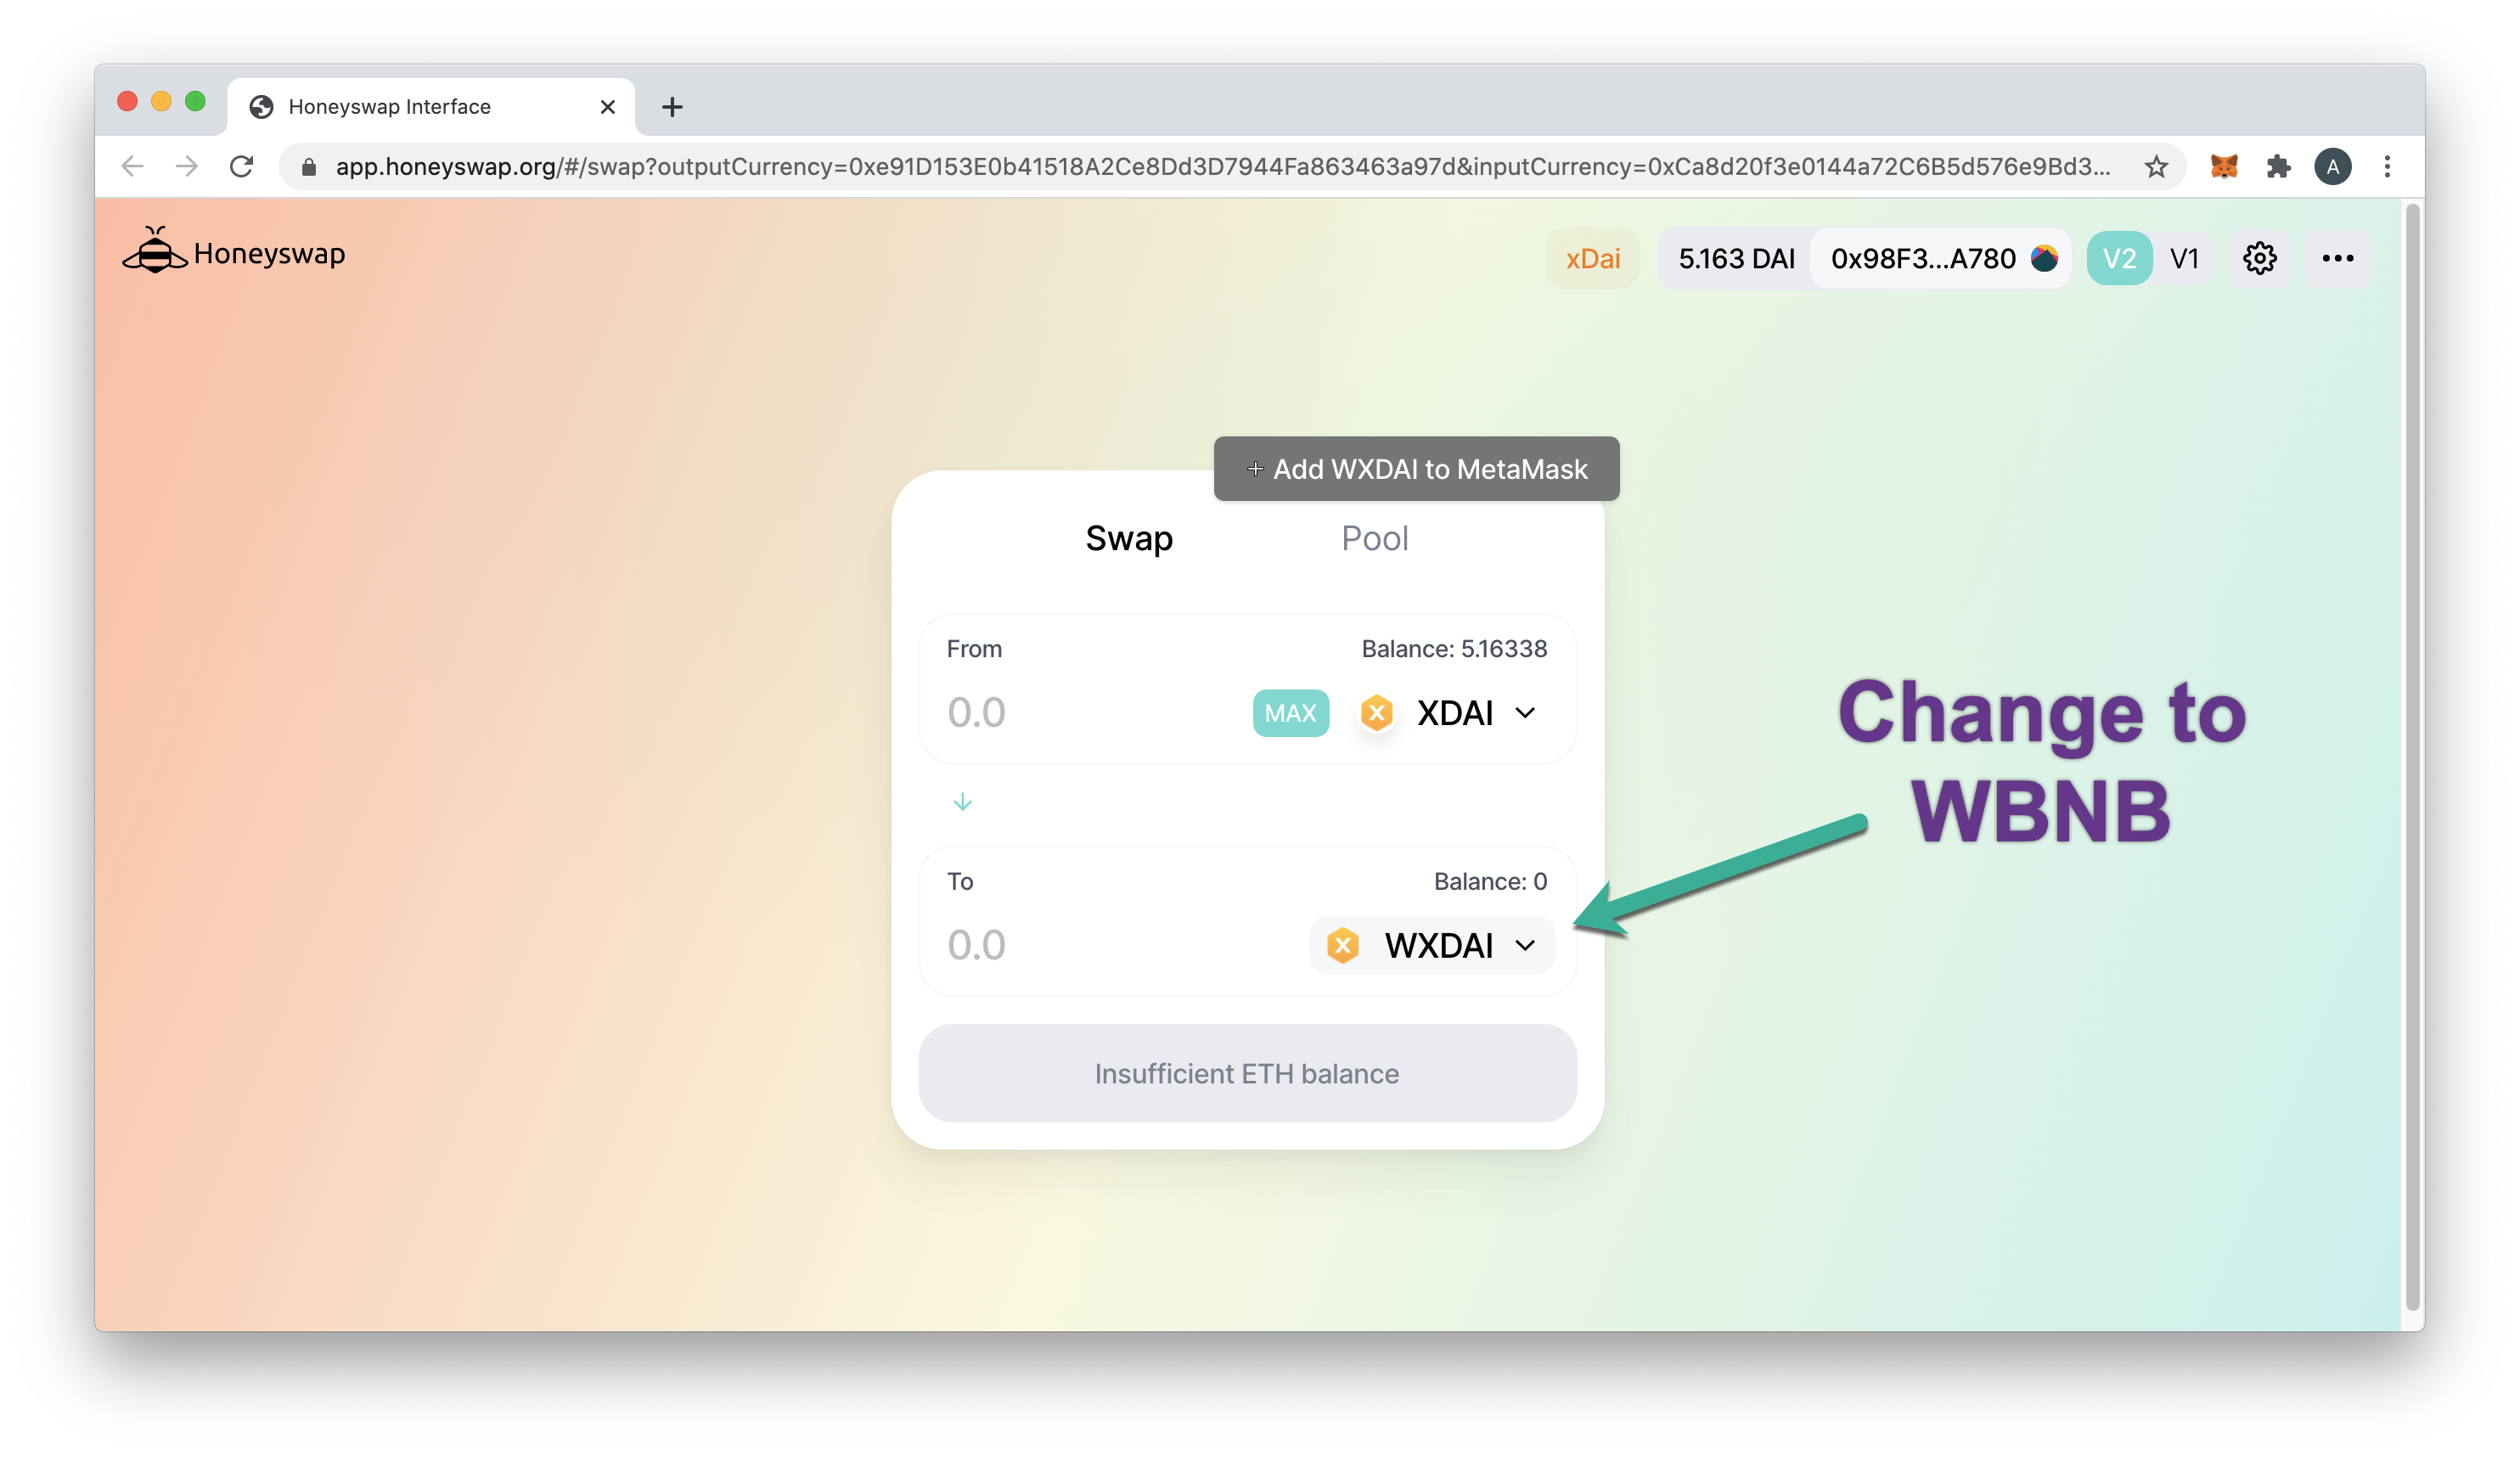 Honeyswap Interface
app.honeyswap.org/#/swap?outputCurrency=0xe91D153E0b41518A2Ce8Dd3D7944Fa863463a97d&inputCurrency=0xCa8d20f3e0144a72C6B5d576e9Bd3...
A
Honeyswap
xDai
5.163 DAI
0x98F3...A780
V2
V1
+ Add WXDAI to MetaMask
Swap
Pool
From
Balance: 5.16338
0.0
MAX
XDAI
Change to
WBNB
To
Balance: 0
0.0
WXDAI
Insufficient ETH balance